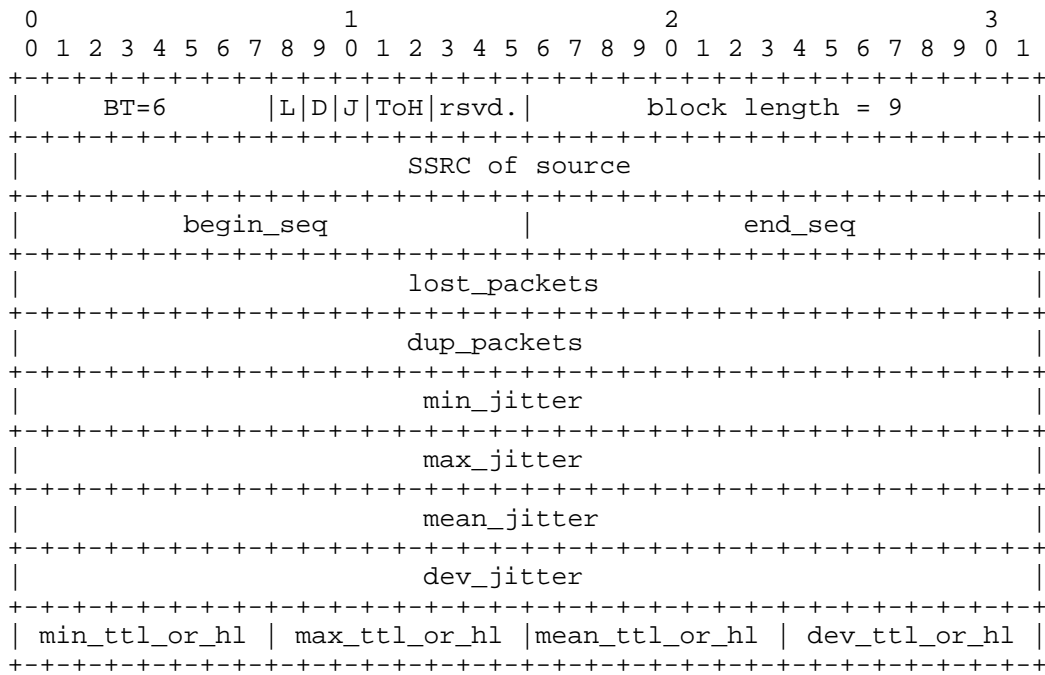 0                   1                   2                   3
 0 1 2 3 4 5 6 7 8 9 0 1 2 3 4 5 6 7 8 9 0 1 2 3 4 5 6 7 8 9 0 1
+-+-+-+-+-+-+-+-+-+-+-+-+-+-+-+-+-+-+-+-+-+-+-+-+-+-+-+-+-+-+-+-+
|     BT=6      |L|D|J|ToH|rsvd.|       block length = 9        |
+-+-+-+-+-+-+-+-+-+-+-+-+-+-+-+-+-+-+-+-+-+-+-+-+-+-+-+-+-+-+-+-+
|                        SSRC of source                         |
+-+-+-+-+-+-+-+-+-+-+-+-+-+-+-+-+-+-+-+-+-+-+-+-+-+-+-+-+-+-+-+-+
|          begin_seq            |             end_seq           |
+-+-+-+-+-+-+-+-+-+-+-+-+-+-+-+-+-+-+-+-+-+-+-+-+-+-+-+-+-+-+-+-+
|                        lost_packets                           |
+-+-+-+-+-+-+-+-+-+-+-+-+-+-+-+-+-+-+-+-+-+-+-+-+-+-+-+-+-+-+-+-+
|                        dup_packets                            |
+-+-+-+-+-+-+-+-+-+-+-+-+-+-+-+-+-+-+-+-+-+-+-+-+-+-+-+-+-+-+-+-+
|                         min_jitter                            |
+-+-+-+-+-+-+-+-+-+-+-+-+-+-+-+-+-+-+-+-+-+-+-+-+-+-+-+-+-+-+-+-+
|                         max_jitter                            |
+-+-+-+-+-+-+-+-+-+-+-+-+-+-+-+-+-+-+-+-+-+-+-+-+-+-+-+-+-+-+-+-+
|                         mean_jitter                           |
+-+-+-+-+-+-+-+-+-+-+-+-+-+-+-+-+-+-+-+-+-+-+-+-+-+-+-+-+-+-+-+-+
|                         dev_jitter                            |
+-+-+-+-+-+-+-+-+-+-+-+-+-+-+-+-+-+-+-+-+-+-+-+-+-+-+-+-+-+-+-+-+
| min_ttl_or_hl | max_ttl_or_hl |mean_ttl_or_hl | dev_ttl_or_hl |
+-+-+-+-+-+-+-+-+-+-+-+-+-+-+-+-+-+-+-+-+-+-+-+-+-+-+-+-+-+-+-+-+